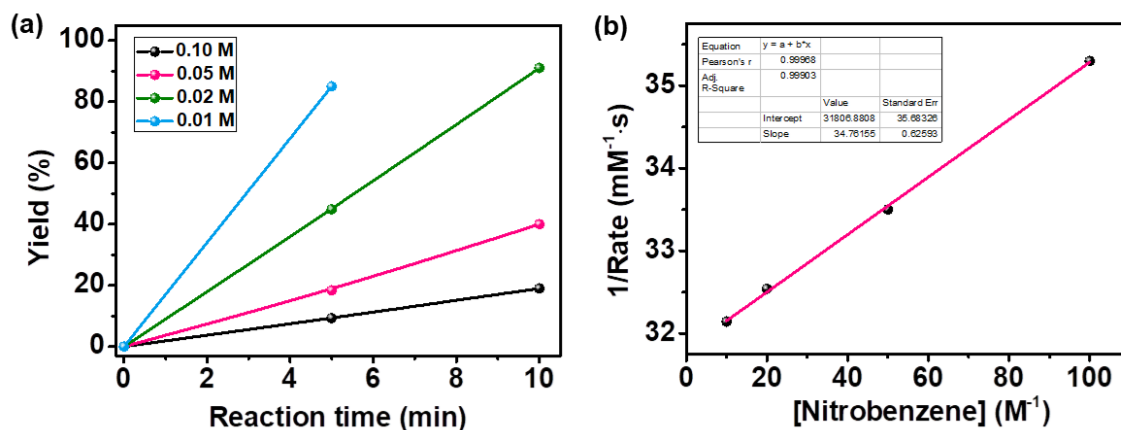 (a)
Yield (%)
100
80
60
40
20
0
0.10 M
0.05 M
0.02 M
0.01 M
0 2 4 6 8 10
Reaction time (min)
(b)
1/Rate (mM⁻¹·s)
35
34
33
32
Equation y = a + b*x
Pearson's r 0.99968
Adj. R-Square 0.99903
Value Standard Err
Intercept 31806.8808 35.68326
Slope 34.76155 0.62593
0 20 40 60 80 100
[Nitrobenzene] (M⁻¹)